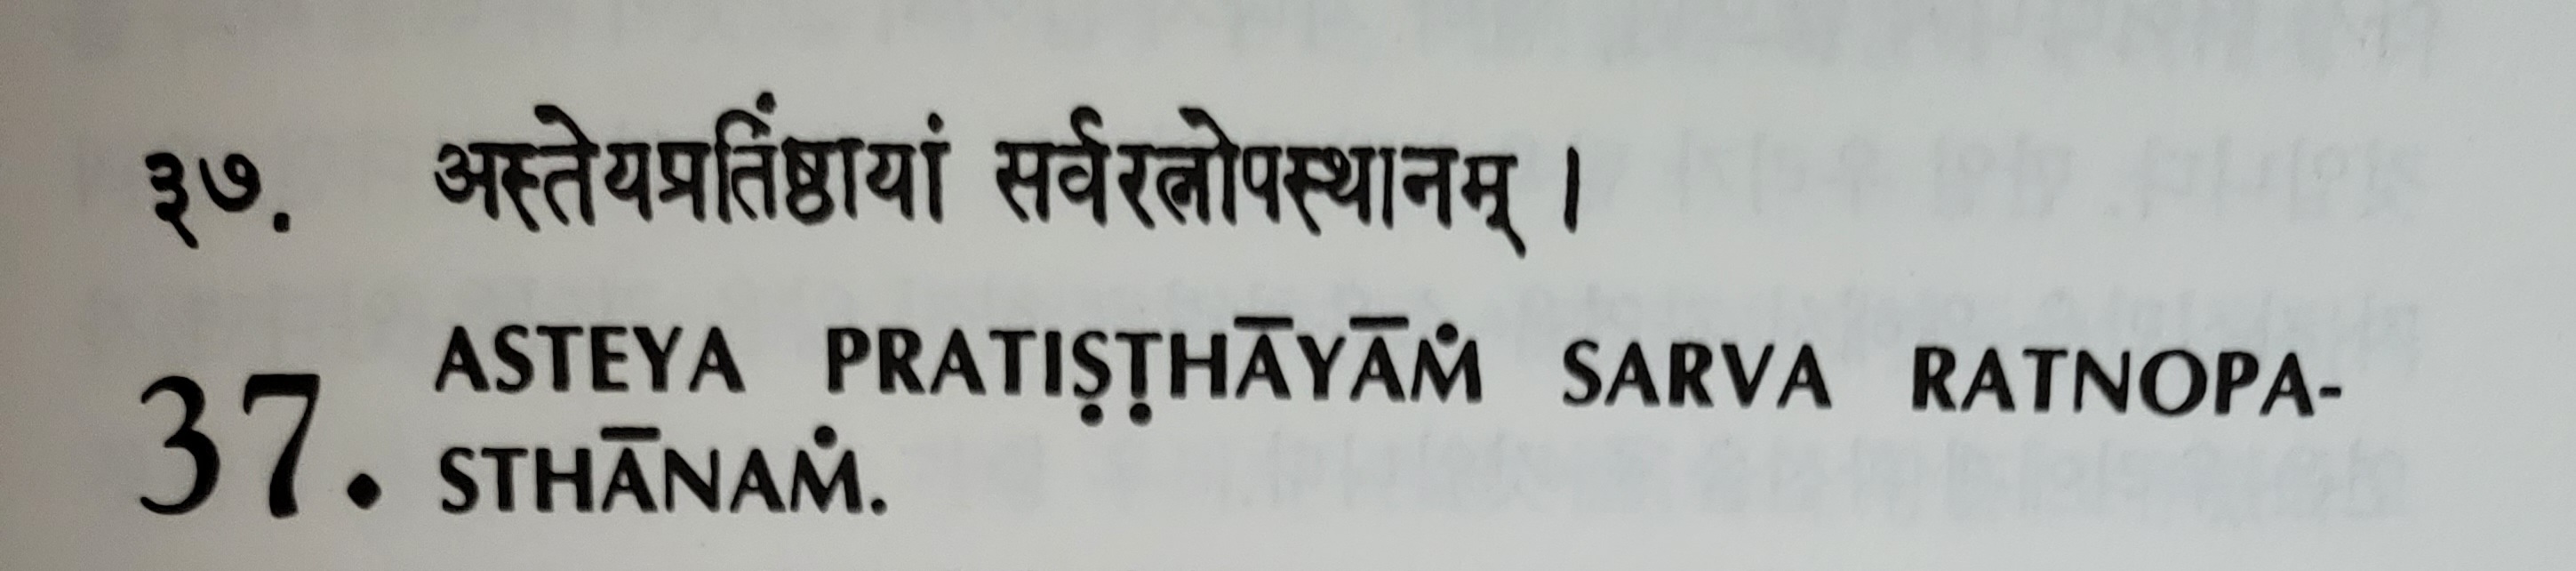 ३७. अस्तेयप्रतिंष्ठायां सर्वरत्नोपस्थानम् ।
37. ASTEYA PRATIṢṬHĀYĀṀ SARVA RATNOPA-
STHĀNAṀ.